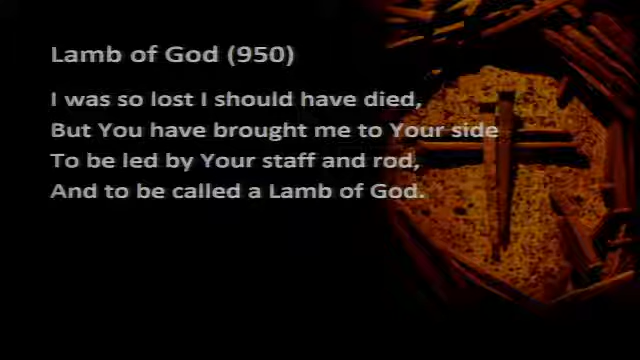 Lamb of God (950)
I was so lost I should have died,
But You have brought me to Your side
To be led by Your staff and rod,
And to be called a Lamb of God.